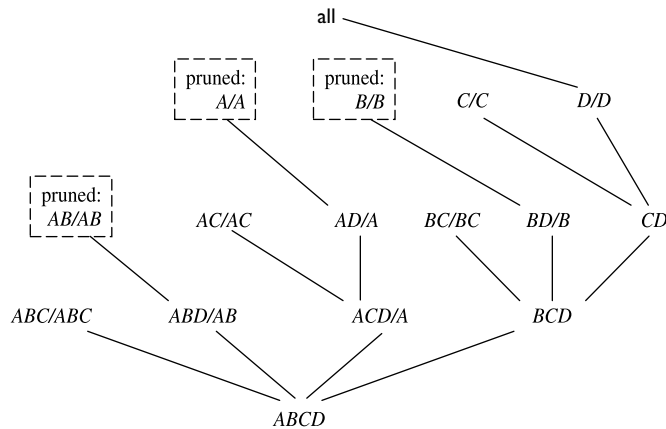 all
pruned:
A/A
pruned:
B/B
C/C
D/D
pruned:
AB/AB
AC/AC
AD/A
BC/BC
BD/B
CD
ABC/ABC
ABD/AB
ACD/A
BCD
ABCD